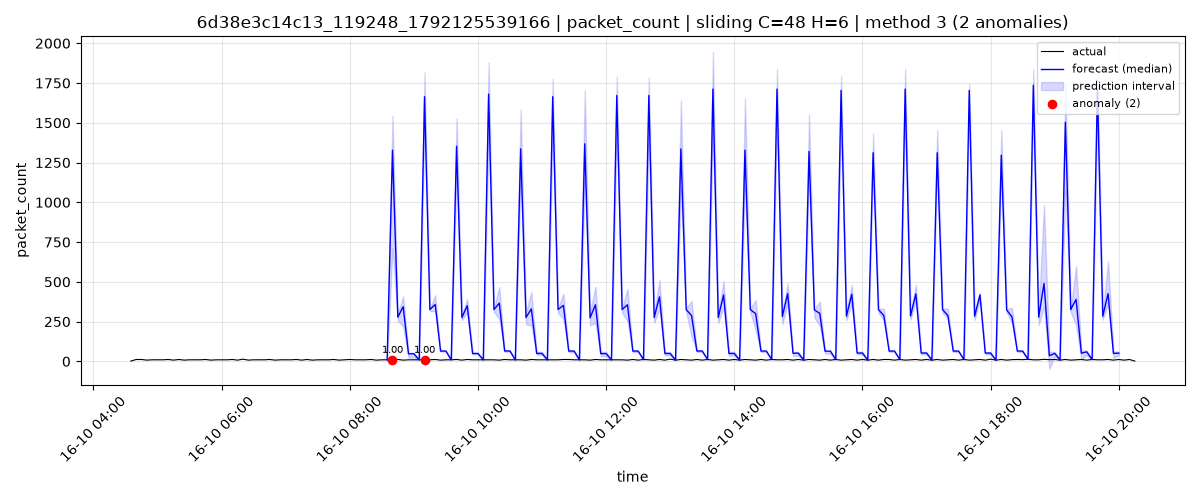 6d38e3c14c13_119248_1792125539166 | packet_count | sliding C=48 H=6 | method 3 (2 anomalies)
actual
forecast (median)
prediction interval
anomaly (2)
2000
1750
1500
1250
1000
750
500
250
0
packet_count
1.00 1.00
16-10 04:00
16-10 06:00
16-10 08:00
16-10 10:00
16-10 12:00
16-10 14:00
16-10 16:00
16-10 18:00
16-10 20:00
time